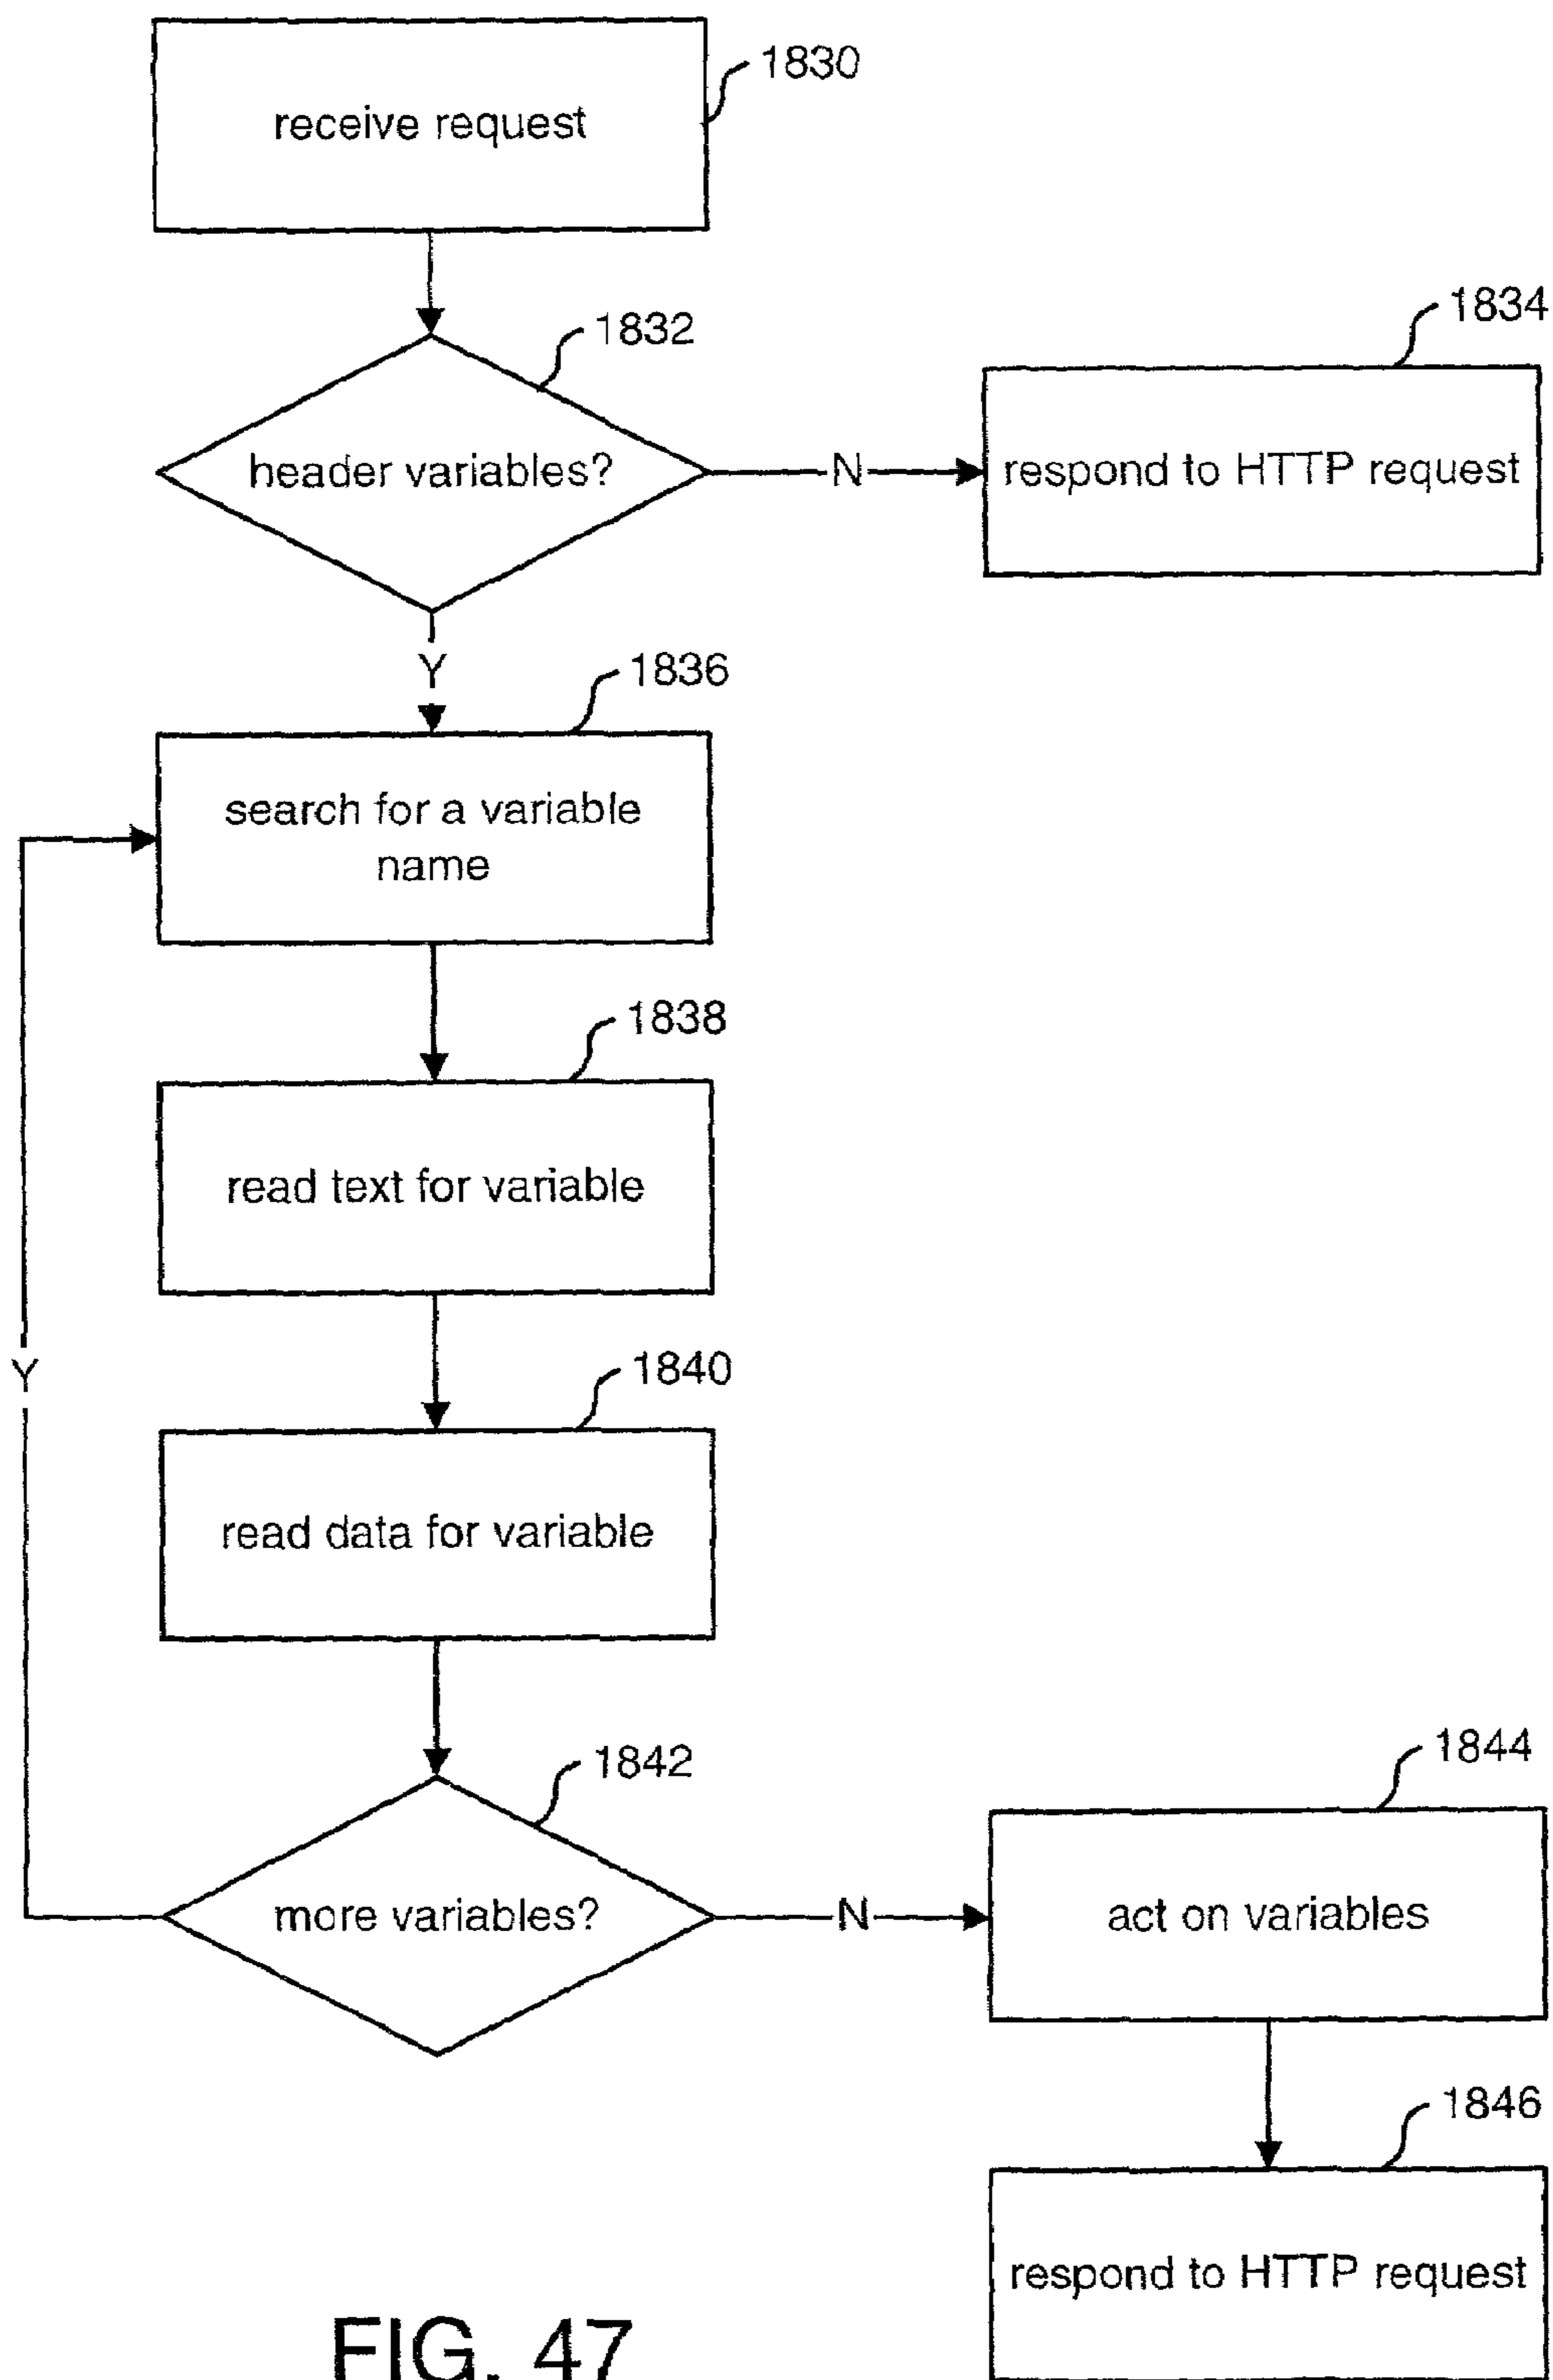 receive request
1830
1832
header variables?
N
1834
respond to HTTP request
Y
1836
search for a variable
name
1838
read text for variable
Y
1840
read data for variable
1842
more variables?
N
1844
act on variables
1846
respond to HTTP request
FIG. 47